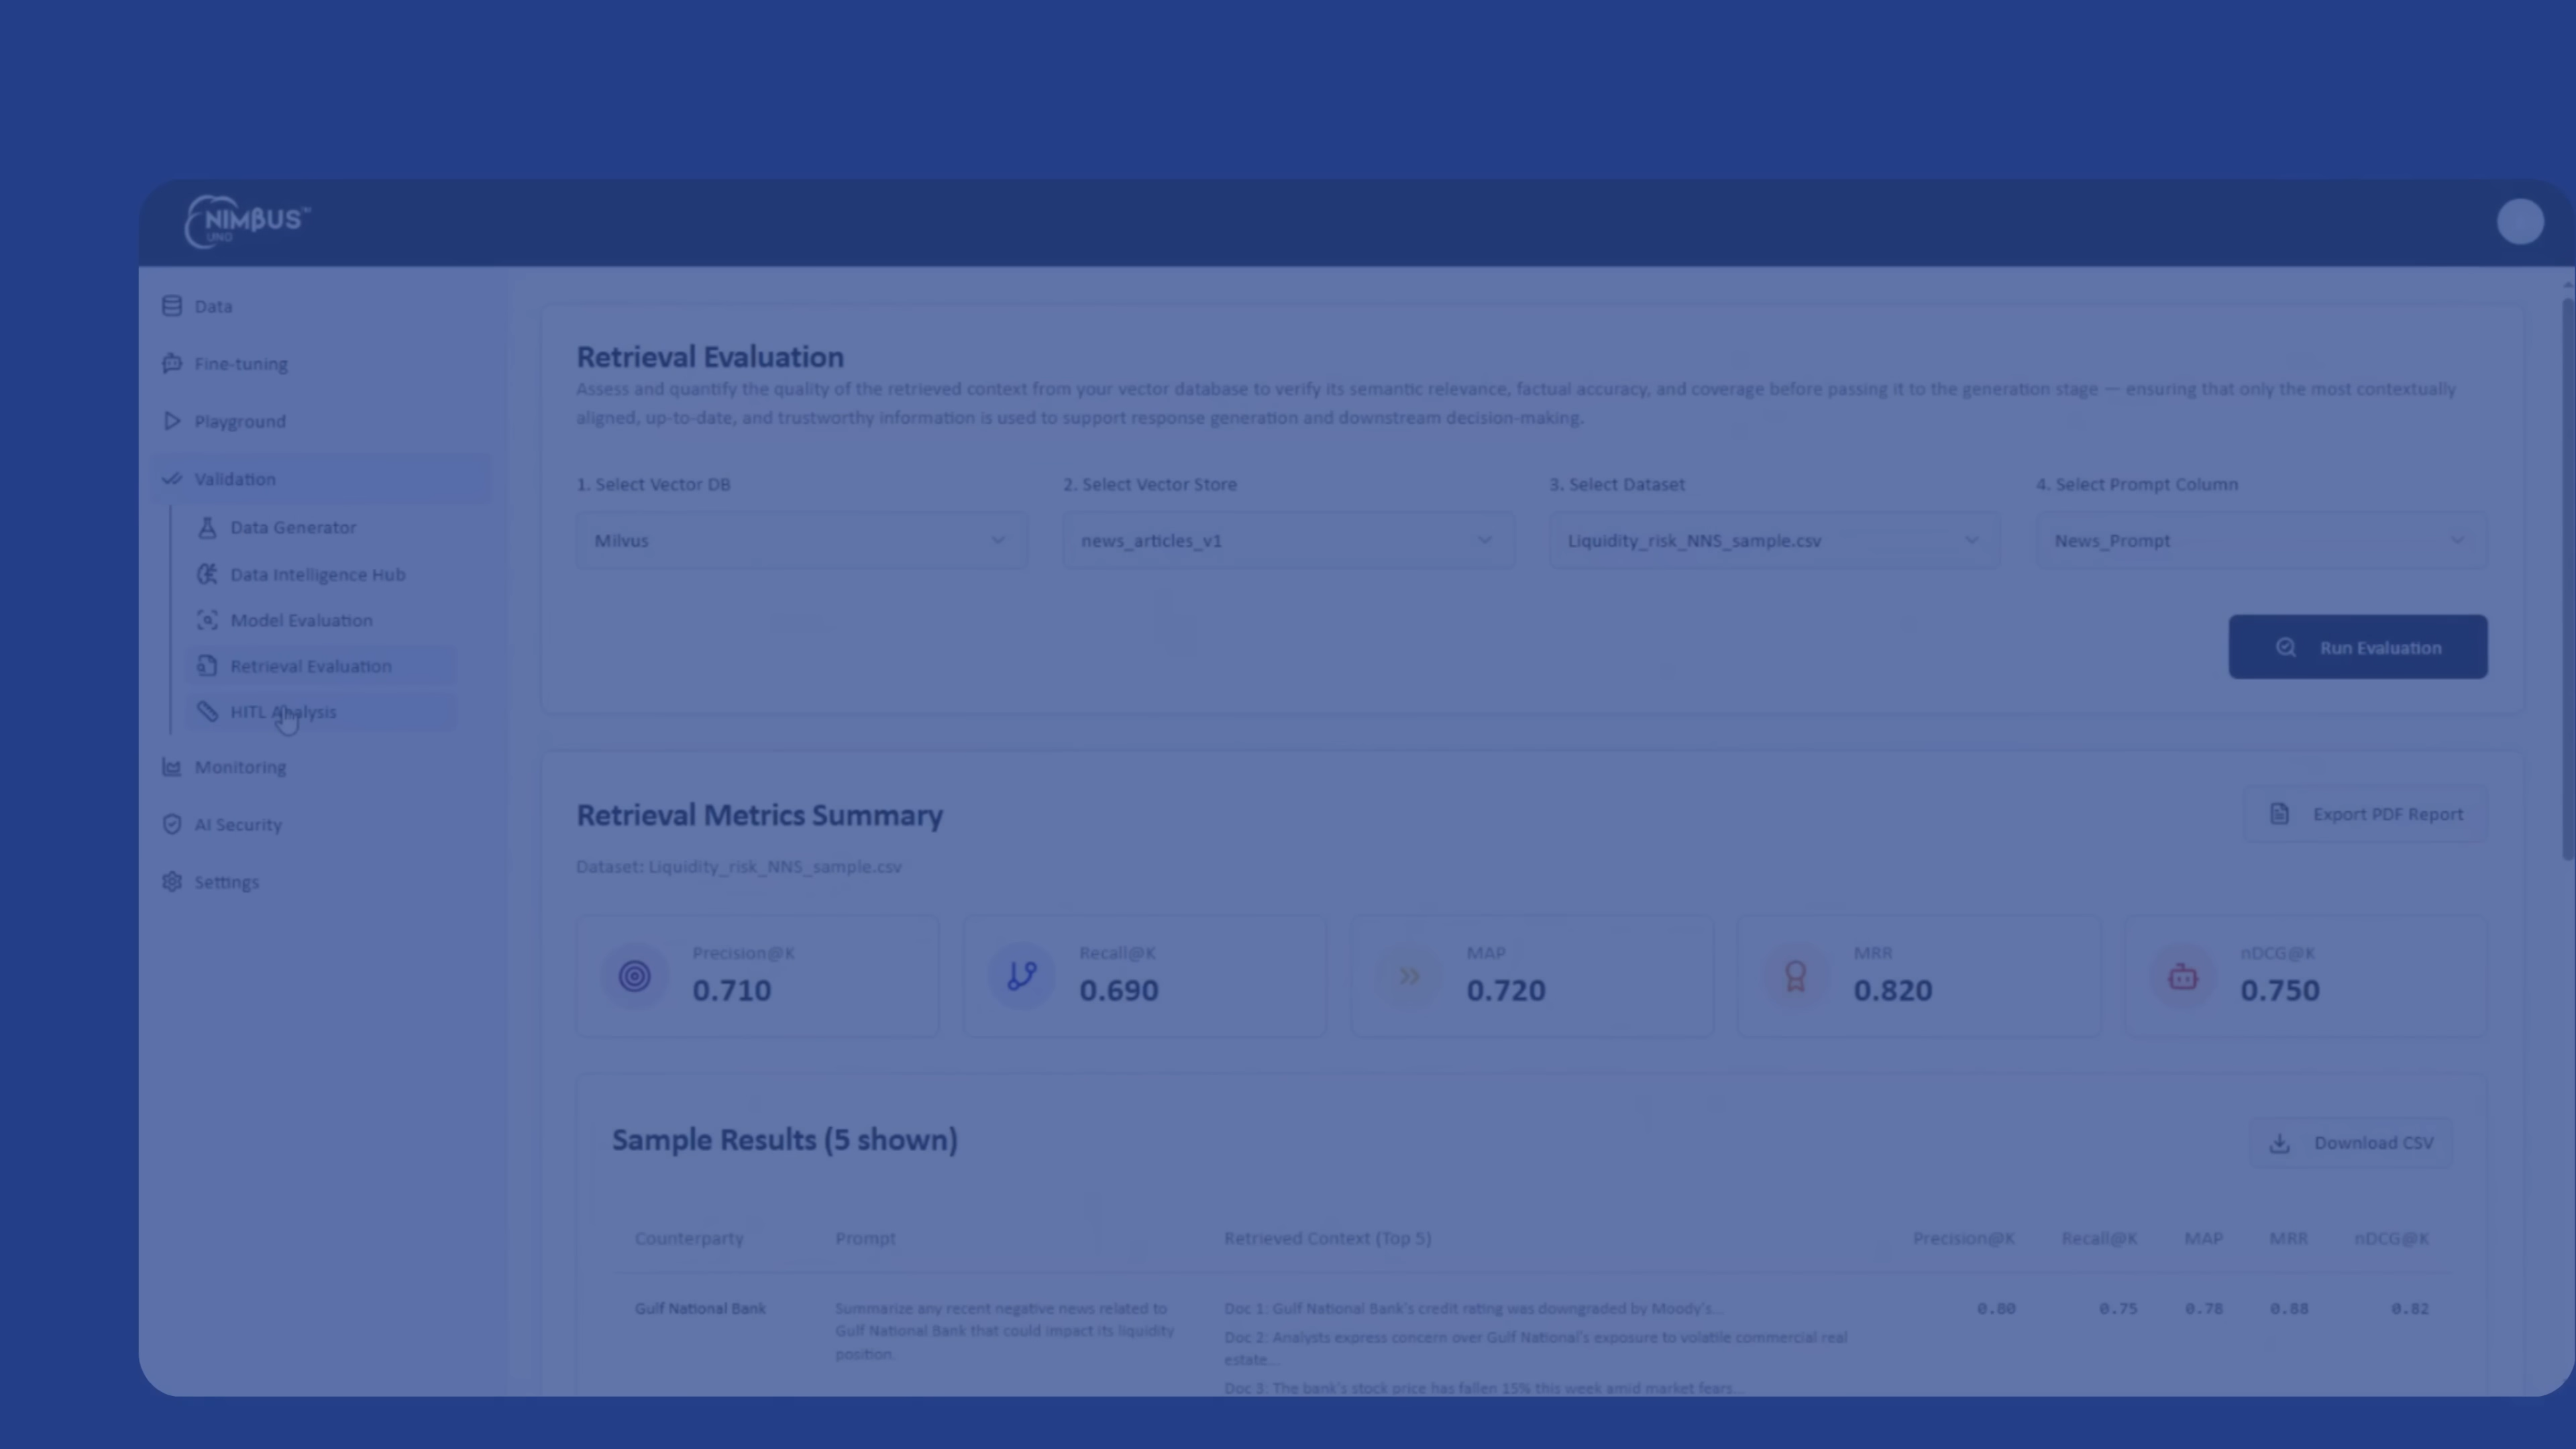 NIMBUS™
UNO
Data
Fine-tuning
Playground
Validation
Data Generator
Data Intelligence Hub
Model Evaluation
Retrieval Evaluation
HITL Analysis
Monitoring
AI Security
Settings
Retrieval Evaluation
Assess and quantify the quality of the retrieved context from your vector database to verify its semantic relevance, factual accuracy, and coverage before passing it to the generation stage — ensuring that only the most contextually
aligned, up-to-date, and trustworthy information is used to support response generation and downstream decision-making.
1. Select Vector DB
Milvus
2. Select Vector Store
news_articles_v1
3. Select Dataset
Liquidity_risk_NNS_sample.csv
4. Select Prompt Column
News_Prompt
Run Evaluation
Retrieval Metrics Summary
Export PDF Report
Dataset: Liquidity_risk_NNS_sample.csv
Precision@K
0.710
Recall@K
0.690
MAP
0.720
MRR
0.820
nDCG@K
0.750
Sample Results (5 shown)
Download CSV
Counterparty Prompt Retrieved Context (Top 5) Precision@K Recall@K MAP MRR nDCG@K
Gulf National Bank
Summarize any recent negative news related to
Gulf National Bank that could impact its liquidity
position.
Doc 1: Gulf National Bank's credit rating was downgraded by Moody's...
Doc 2: Analysts express concern over Gulf National's exposure to volatile commercial real
estate...
Doc 3: The bank's stock price has fallen 15% this week amid market fears...
0.80 0.75 0.78 0.88 0.82